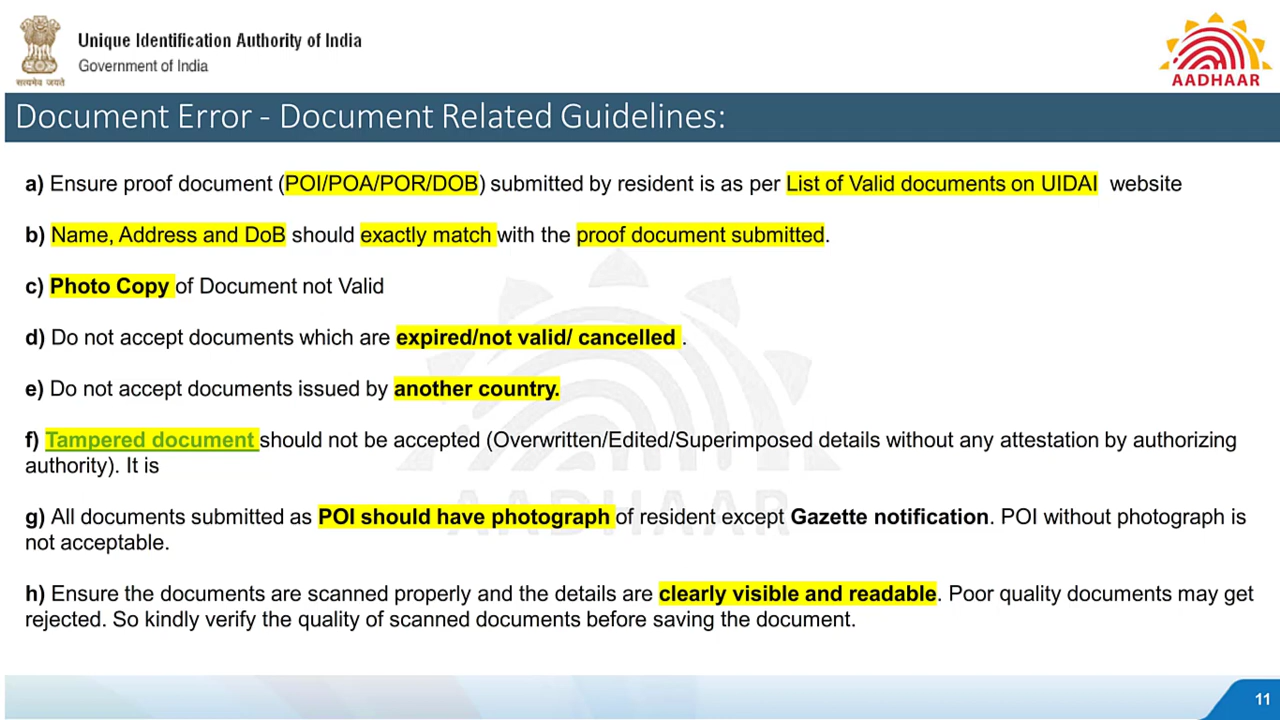 Unique Identification Authority of India
Government of India
सत्यमेव जयते
AADHAAR
Document Error - Document Related Guidelines:
a) Ensure proof document (POI/POA/POR/DOB) submitted by resident is as per List of Valid documents on UIDAI website
b) Name, Address and DoB should exactly match with the proof document submitted.
c) Photo Copy of Document not Valid
d) Do not accept documents which are expired/not valid/ cancelled .
e) Do not accept documents issued by another country.
f) Tampered document should not be accepted (Overwritten/Edited/Superimposed details without any attestation by authorizing
authority). It is
AADHAAR
g) All documents submitted as POI should have photograph of resident except Gazette notification. POI without photograph is
not acceptable.
h) Ensure the documents are scanned properly and the details are clearly visible and readable. Poor quality documents may get
rejected. So kindly verify the quality of scanned documents before saving the document.
11